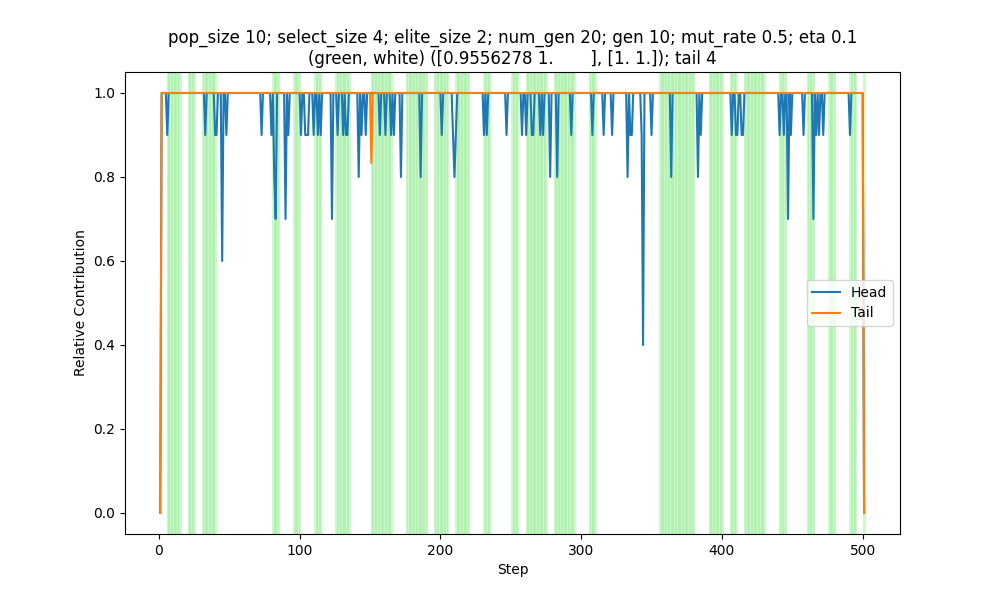 pop_size 10; select_size 4; elite_size 2; num_gen 20; gen 10; mut_rate 0.5; eta 0.1
(green, white) ([0.9556278 1.        ], [1. 1.]); tail 4
1.0
0.8
0.6
0.4
0.2
0.0
Relative Contribution
Head
Tail
0
100
200
300
400
500
Step